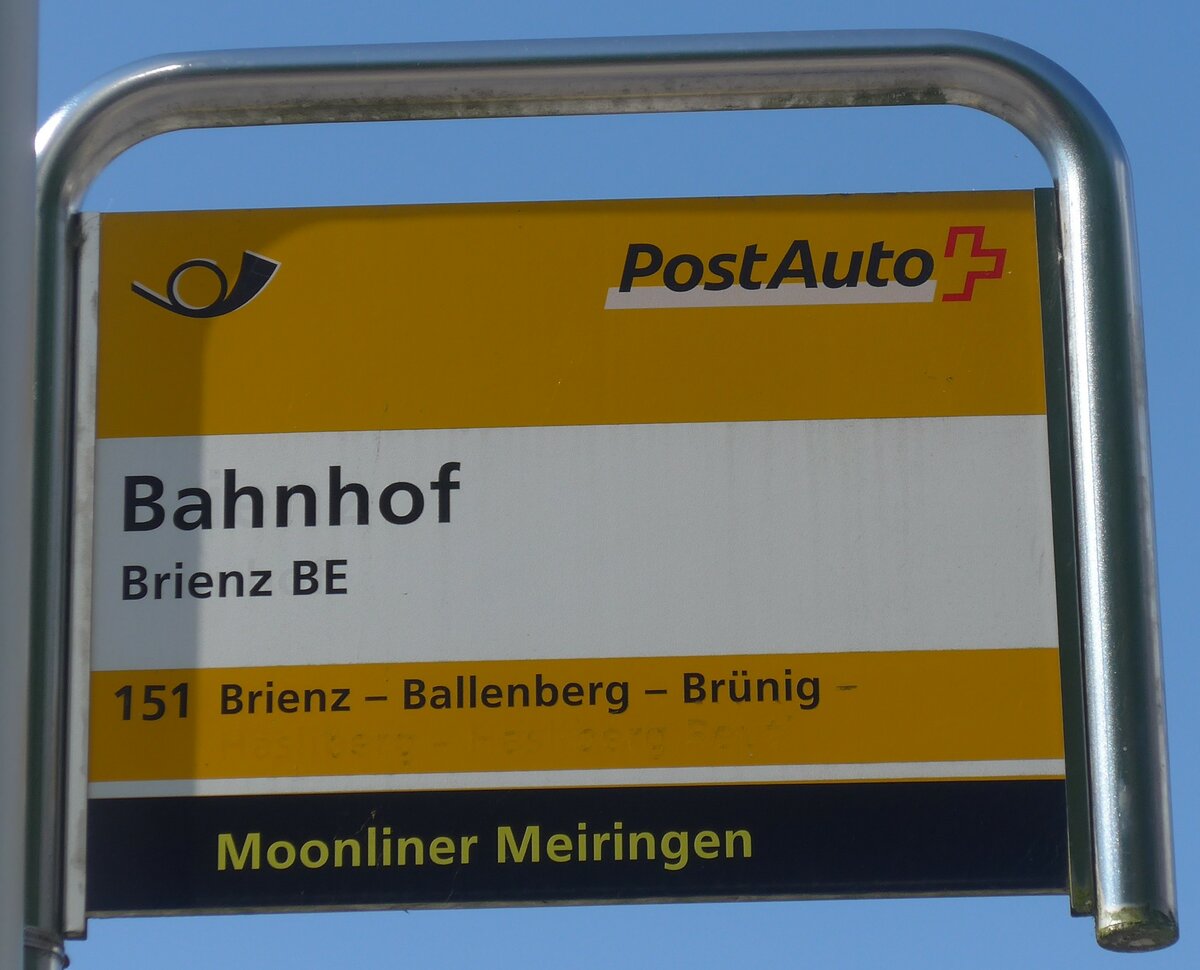 PostAuto
Bahnhof
Brienz BE
151 Brienz – Ballenberg – Brünig –
Moonliner Meiringen